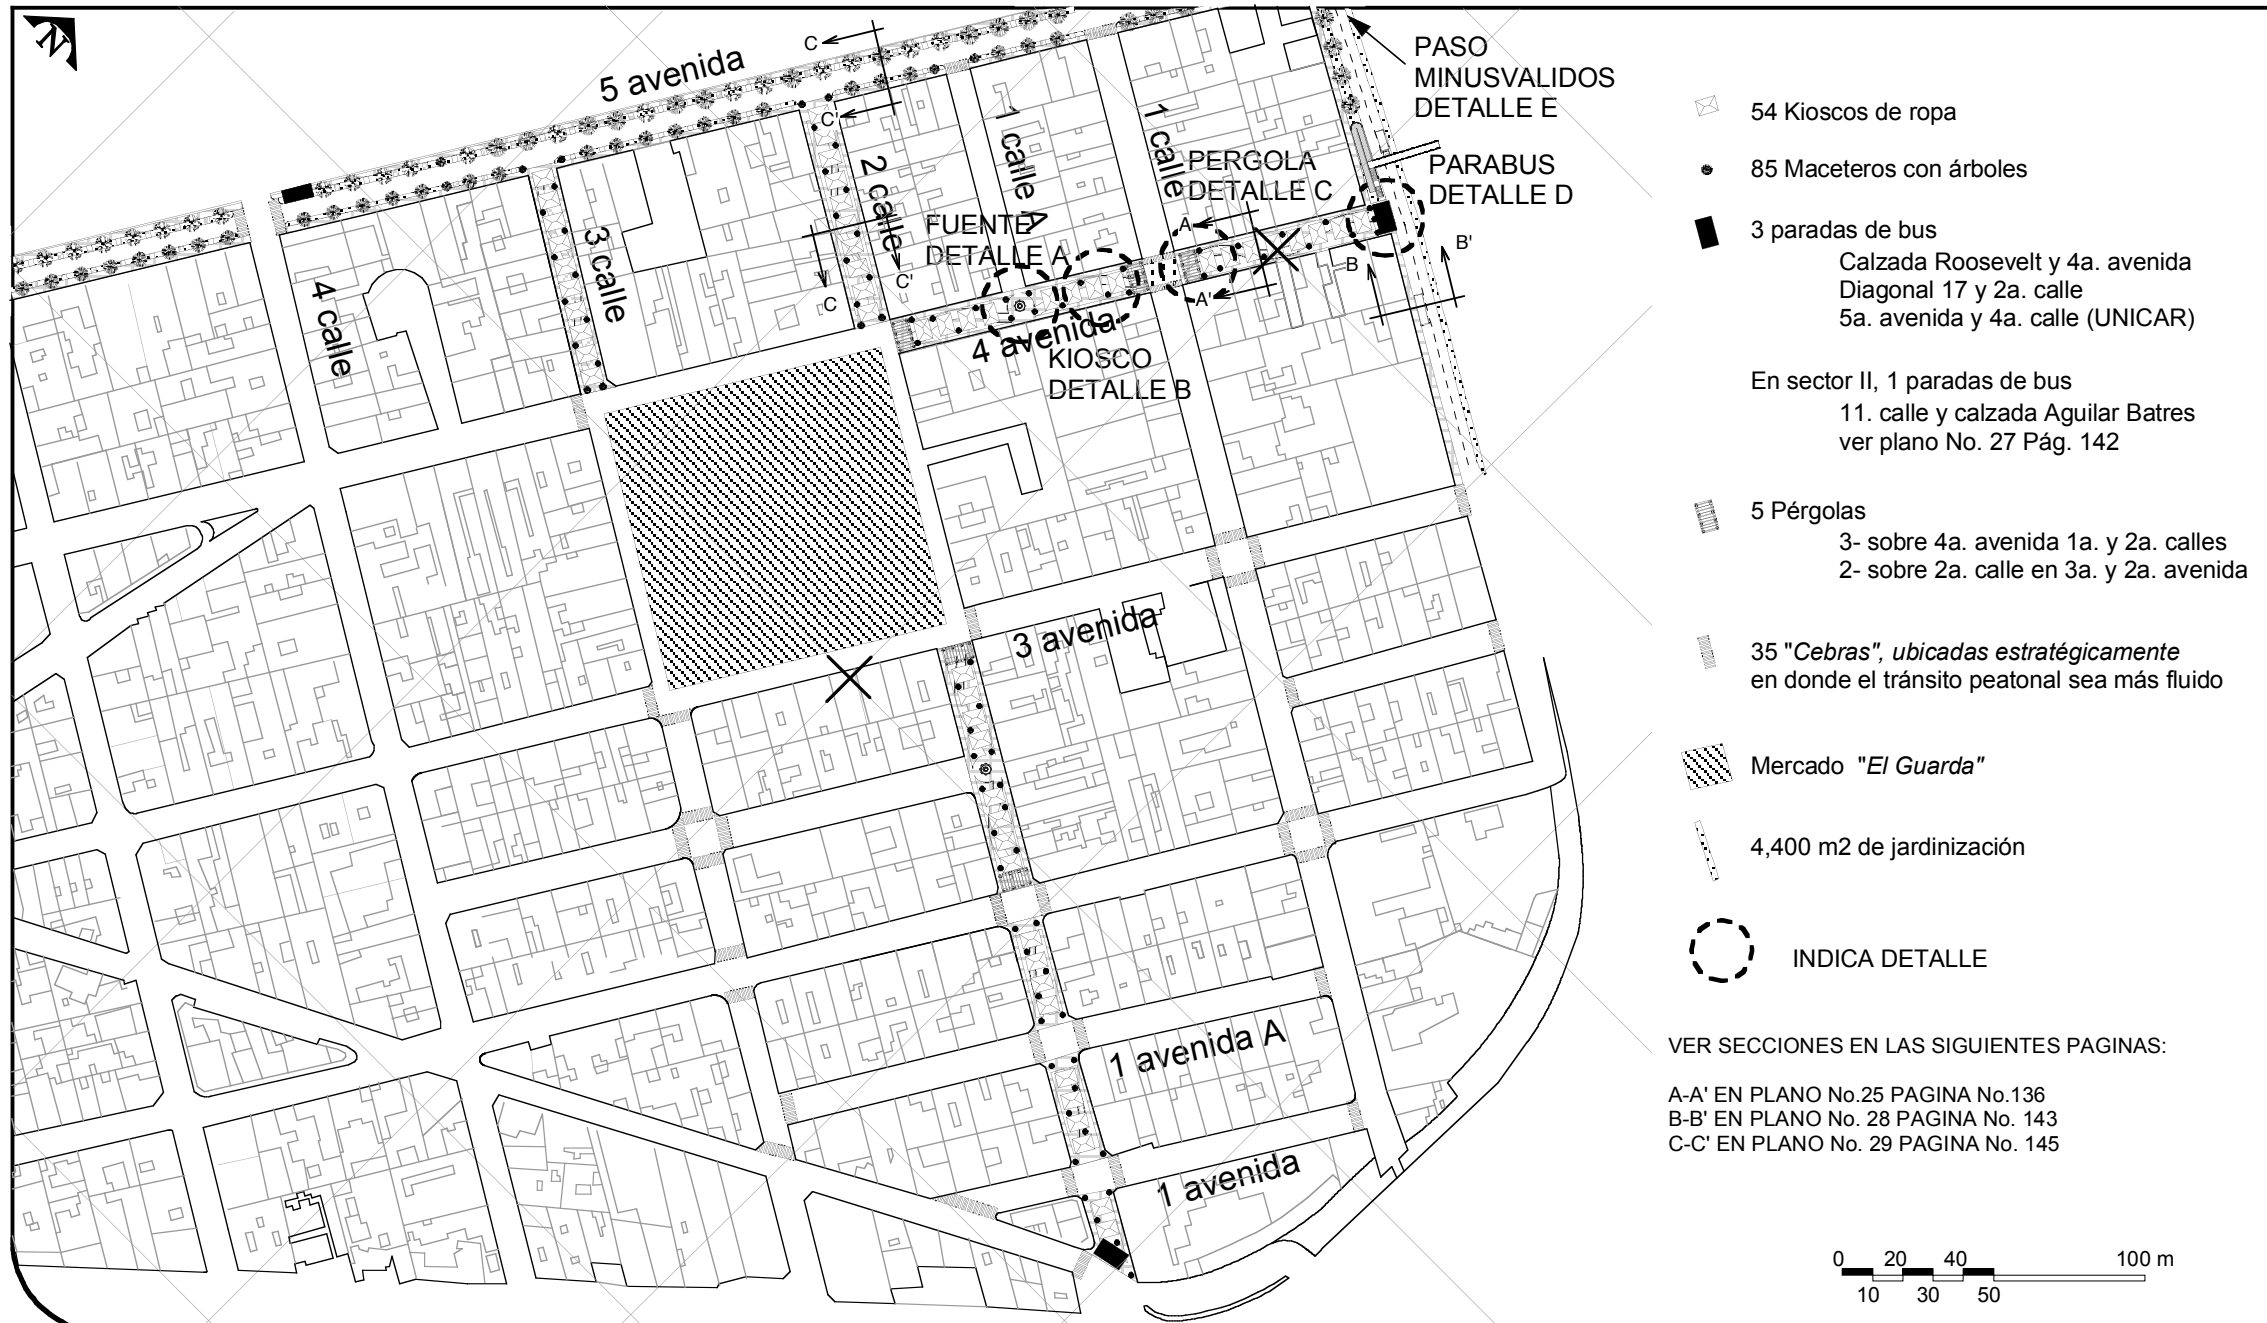 N
5 avenida
C
C'
2 calle
1 calle A
1 calle
3 calle
4 calle
C'
C
FUENTE
DETALLE A
PERGOLA
DETALLE C
A
A'
B
B'
PASO
MINUSVALIDOS
DETALLE E
PARABUS
DETALLE D
4 avenida
KIOSCO
DETALLE B
3 avenida
1 avenida A
1 avenida
54 Kioscos de ropa
85 Maceteros con árboles
3 paradas de bus
Calzada Roosevelt y 4a. avenida
Diagonal 17 y 2a. calle
5a. avenida y 4a. calle (UNICAR)
En sector II, 1 paradas de bus
11. calle y calzada Aguilar Batres
ver plano No. 27 Pág. 142
5 Pérgolas
3- sobre 4a. avenida 1a. y 2a. calles
2- sobre 2a. calle en 3a. y 2a. avenida
35 "Cebras", ubicadas estratégicamente
en donde el tránsito peatonal sea más fluido
Mercado "El Guarda"
4,400 m2 de jardinización
INDICA DETALLE
VER SECCIONES EN LAS SIGUIENTES PAGINAS:
A-A' EN PLANO No.25 PAGINA No.136
B-B' EN PLANO No. 28 PAGINA No. 143
C-C' EN PLANO No. 29 PAGINA No. 145
0 20 40 100 m
10 30 50